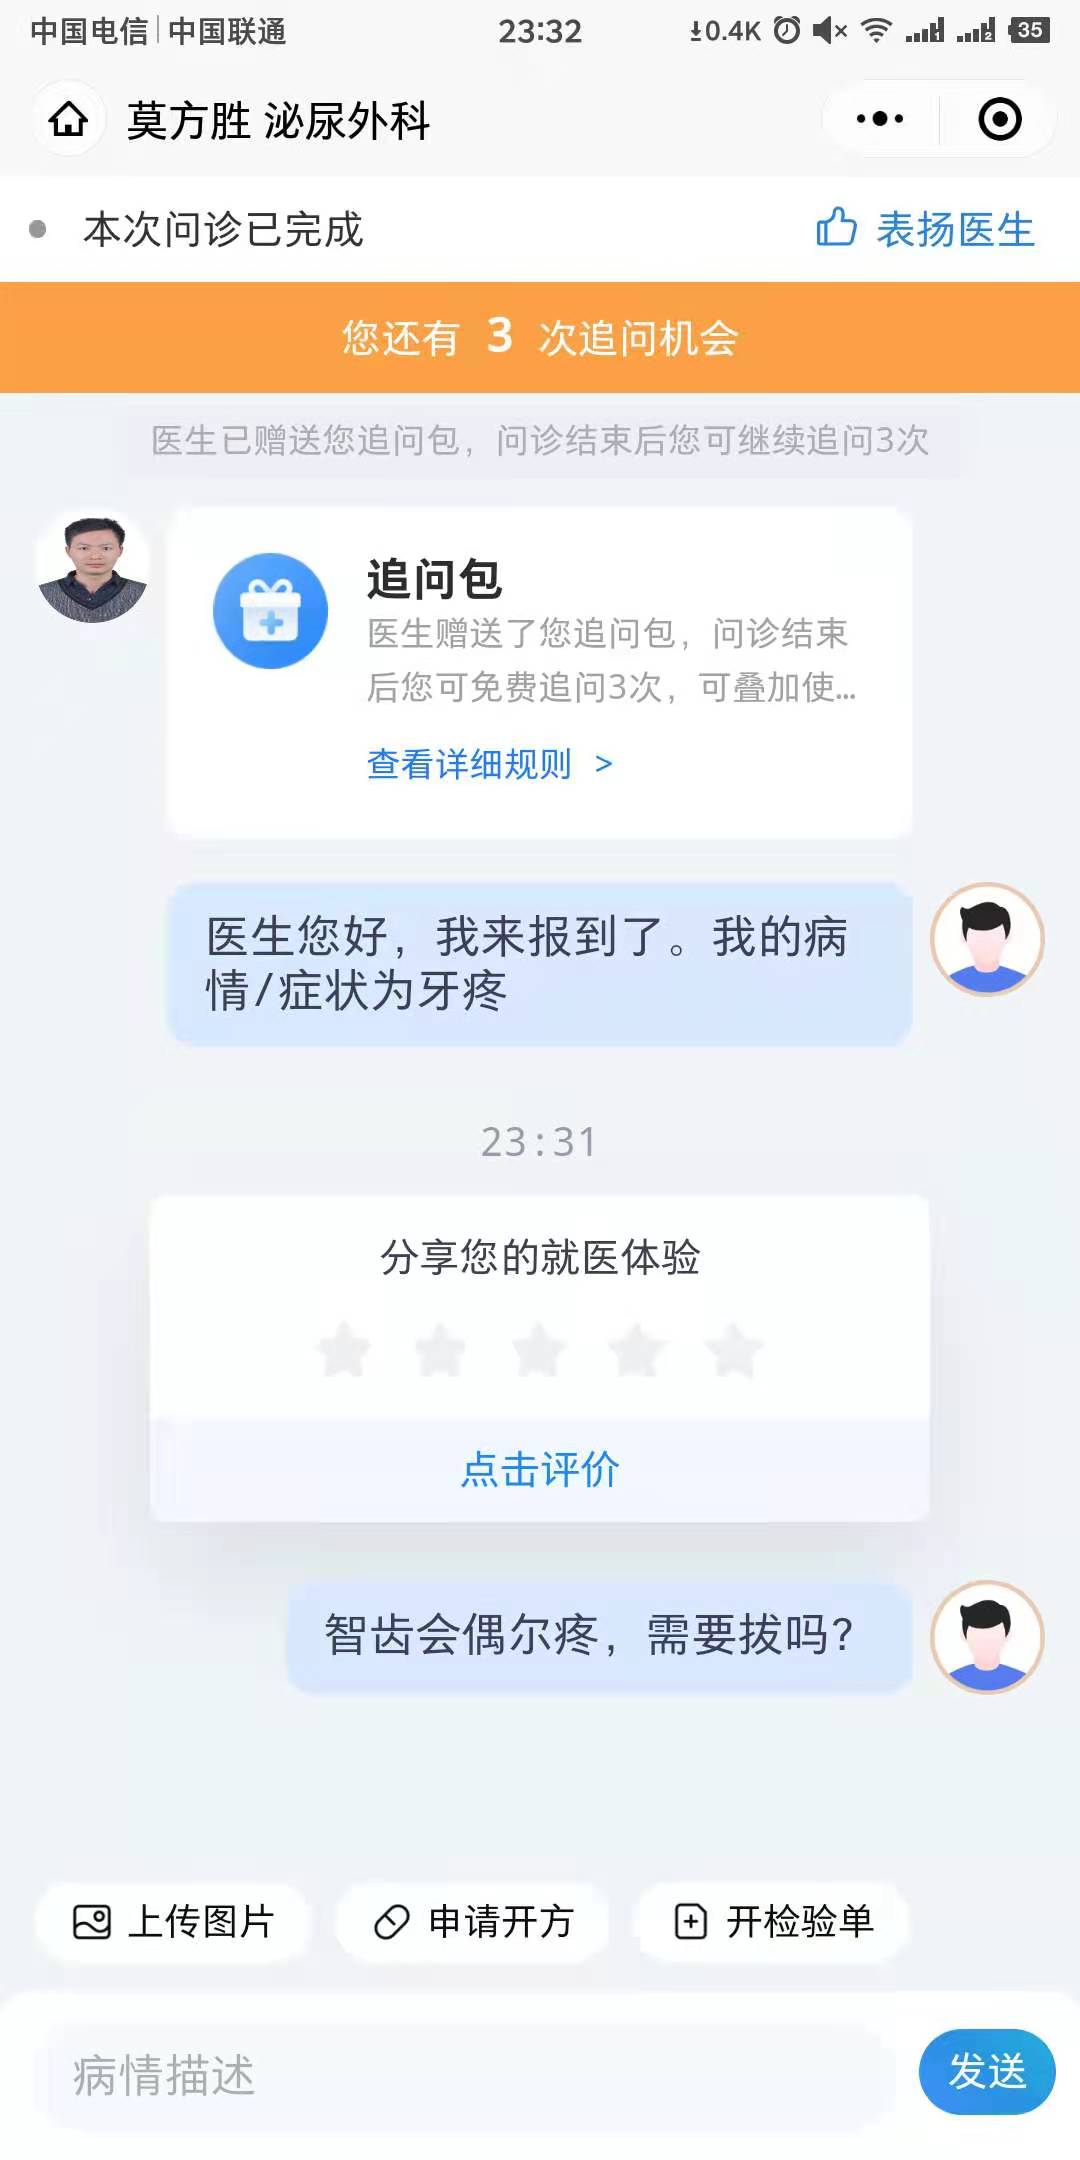 中国电信 | 中国联通 23:32 0.4K 35
莫方胜 泌尿外科
本次问诊已完成 表扬医生
您还有 3 次追问机会
医生已赠送您追问包，问诊结束后您可继续追问3次
追问包
医生赠送了您追问包，问诊结束
后您可免费追问3次，可叠加使...
查看详细规则 >
医生您好，我来报到了。我的病
情/症状为牙疼
23:31
分享您的就医体验
点击评价
智齿会偶尔疼，需要拔吗？
上传图片 申请开方 开检验单
病情描述 发送